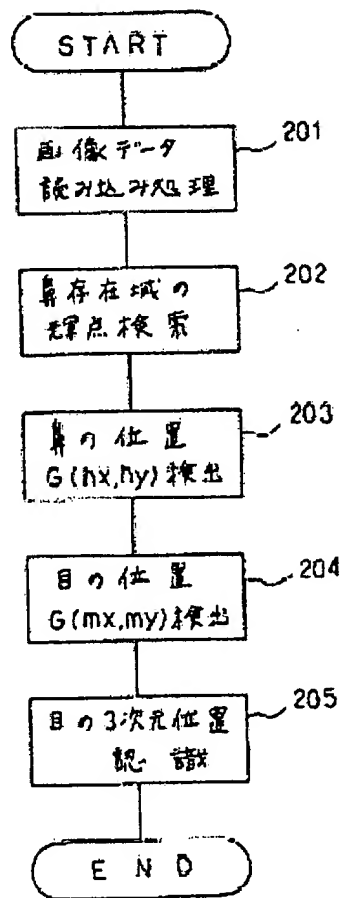 START
201
画像データ
読み込み処理
202
鼻存在域の
輝点検索
203
鼻の位置
G(hx,hy)検出
204
目の位置
G(mx,my)検出
205
目の3次元位置
認識
END